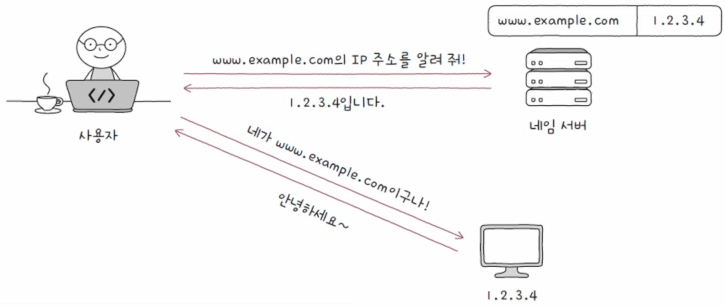 www.example.com 1.2.3.4
www.example.com의 IP 주소를 알려 줘!
</>
1.2.3.4입니다.
사용자
네임 서버
네가 www.example.com이구나!
안녕하세요~
1.2.3.4